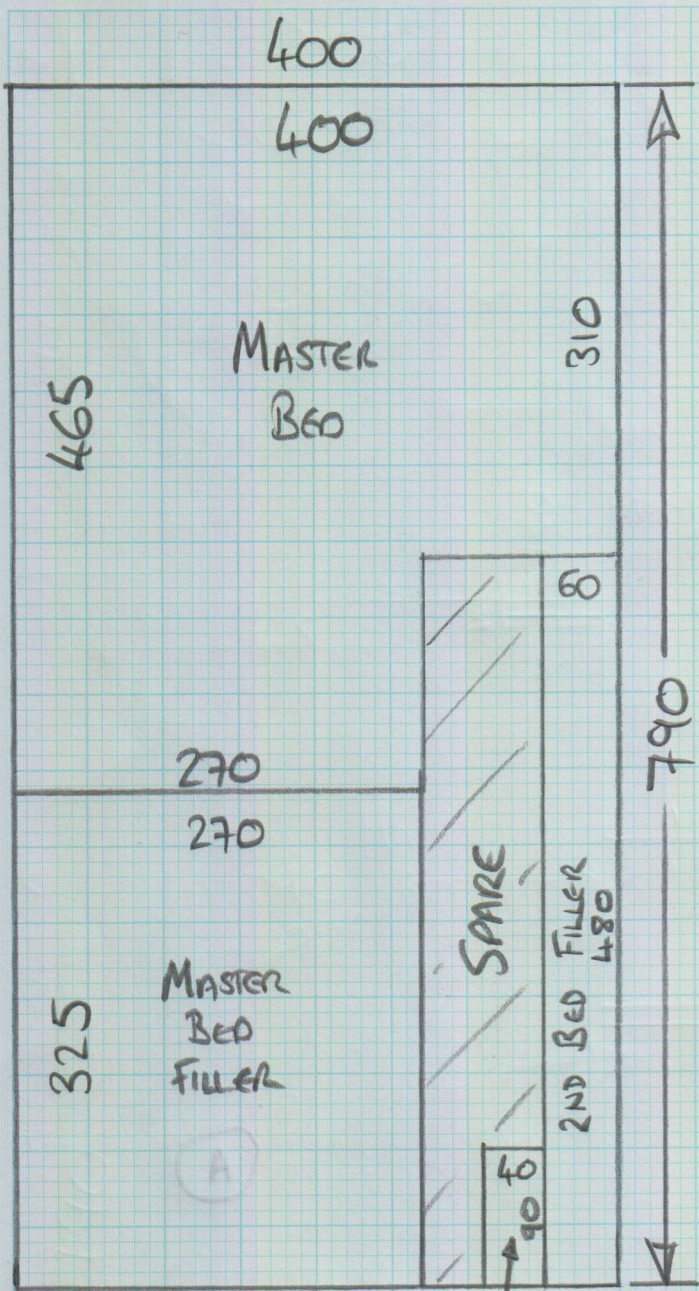 400
400
MASTER
BED
465
310
60
270
270
790
SPARE
2ND BED FILLER
480
MASTER
BED
FILLER
325
A
40
90